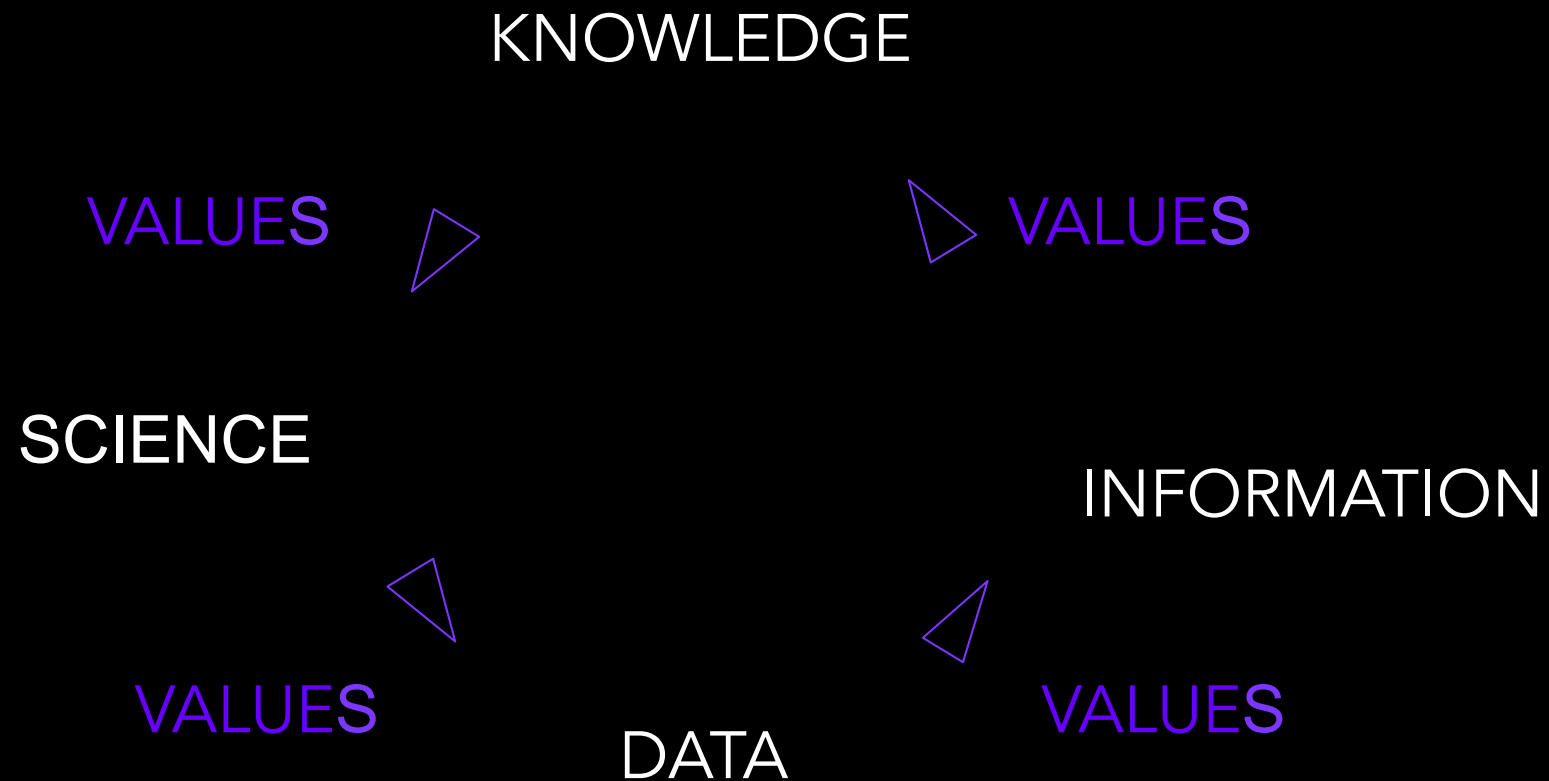 KNOWLEDGE
VALUES
VALUES
SCIENCE
INFORMATION
VALUES
VALUES
DATA